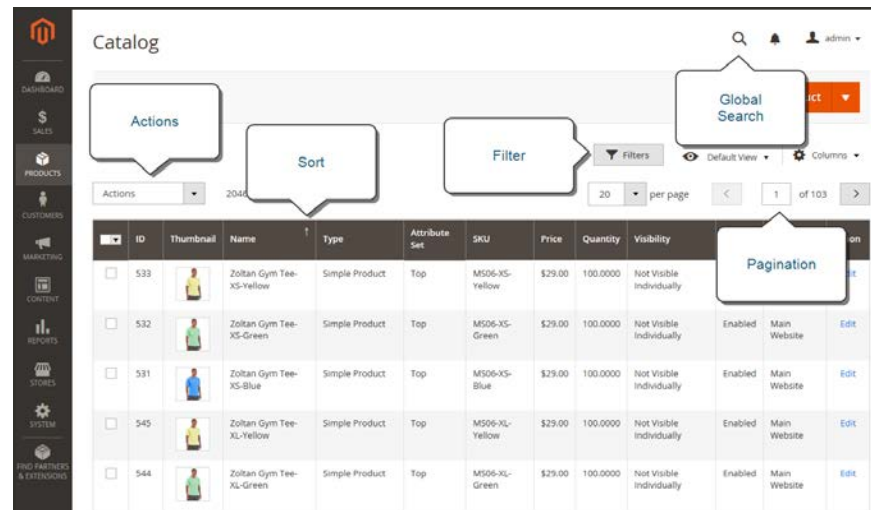 Catalog
admin
DASHBOARD
$
SALES
PRODUCTS
CUSTOMERS
MARKETING
CONTENT
REPORTS
STORES
SYSTEM
FIND PARTNERS
& EXTENSIONS
Actions
Sort
Filter
Global
Search
Pagination
Filters
Default View
Columns
Actions
20
per page
<
1
of 103
>
ID Thumbnail Name ↑ Type Attribute Set SKU Price Quantity Visibility
533 Zoltan Gym Tee- Simple Product Top MS06-XS- $29.00 100.0000 Not Visible
XS-Yellow Yellow Individually
532 Zoltan Gym Tee- Simple Product Top MS06-XS- $29.00 100.0000 Not Visible Enabled Main Edit
XS-Green Green Individually Website
531 Zoltan Gym Tee- Simple Product Top MS06-XS- $29.00 100.0000 Not Visible Enabled Main Edit
XS-Blue Blue Individually Website
545 Zoltan Gym Tee- Simple Product Top MS06-XL- $29.00 100.0000 Not Visible Enabled Main Edit
XL-Yellow Yellow Individually Website
544 Zoltan Gym Tee- Simple Product Top MS06-XL- $29.00 100.0000 Not Visible Enabled Main Edit
XL-Green Green Individually Website